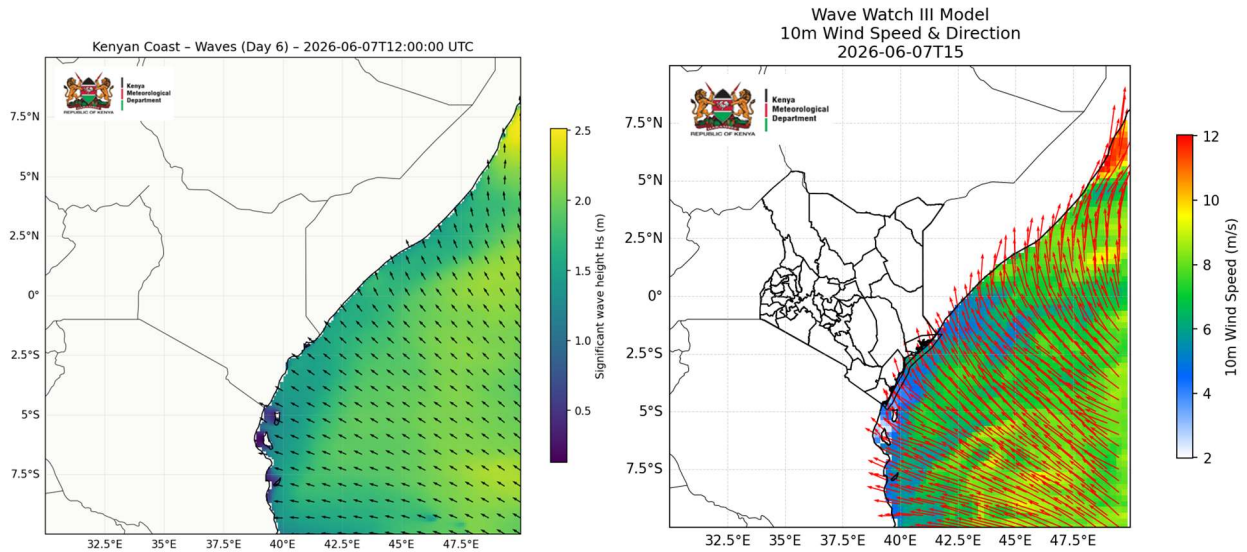 Kenyan Coast – Waves (Day 6) – 2026-06-07T12:00:00 UTC
Kenya
Meteorological
Department
REPUBLIC OF KENYA
7.5°N
5°N
2.5°N
0°
2.5°S
5°S
7.5°S
32.5°E 35°E 37.5°E 40°E 42.5°E 45°E 47.5°E
2.5
2.0
1.5
1.0
0.5
Significant wave height Hs (m)
Wave Watch III Model
10m Wind Speed & Direction
2026-06-07T15
Kenya
Meteorological
Department
REPUBLIC OF KENYA
7.5°N
5°N
2.5°N
0°
2.5°S
5°S
7.5°S
32.5°E 35°E 37.5°E 40°E 42.5°E 45°E 47.5°E
12
10
8
6
4
2
10m Wind Speed (m/s)